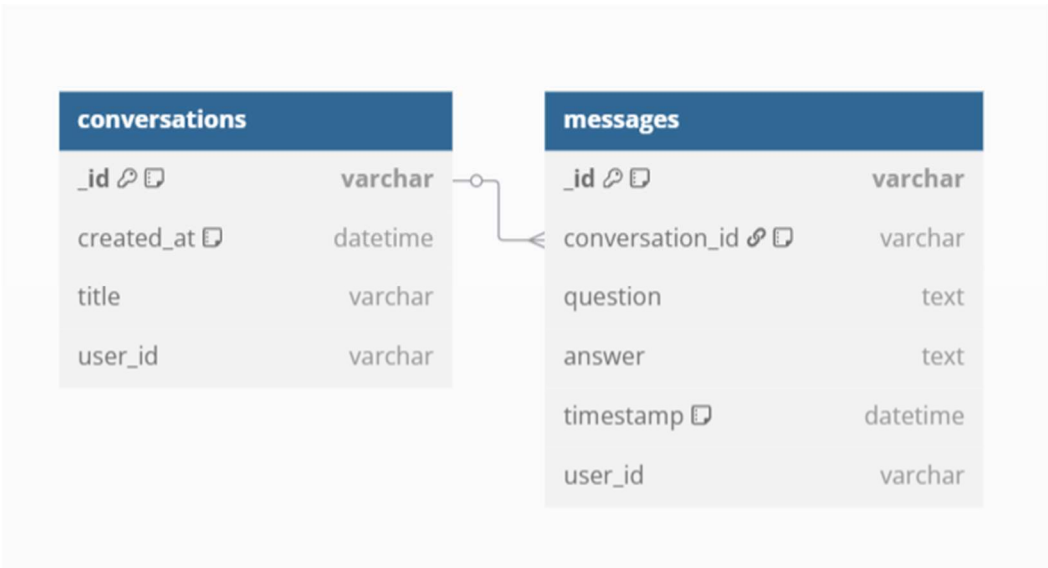 conversations
_id varchar
created_at datetime
title varchar
user_id varchar
messages
_id varchar
conversation_id varchar
question text
answer text
timestamp datetime
user_id varchar